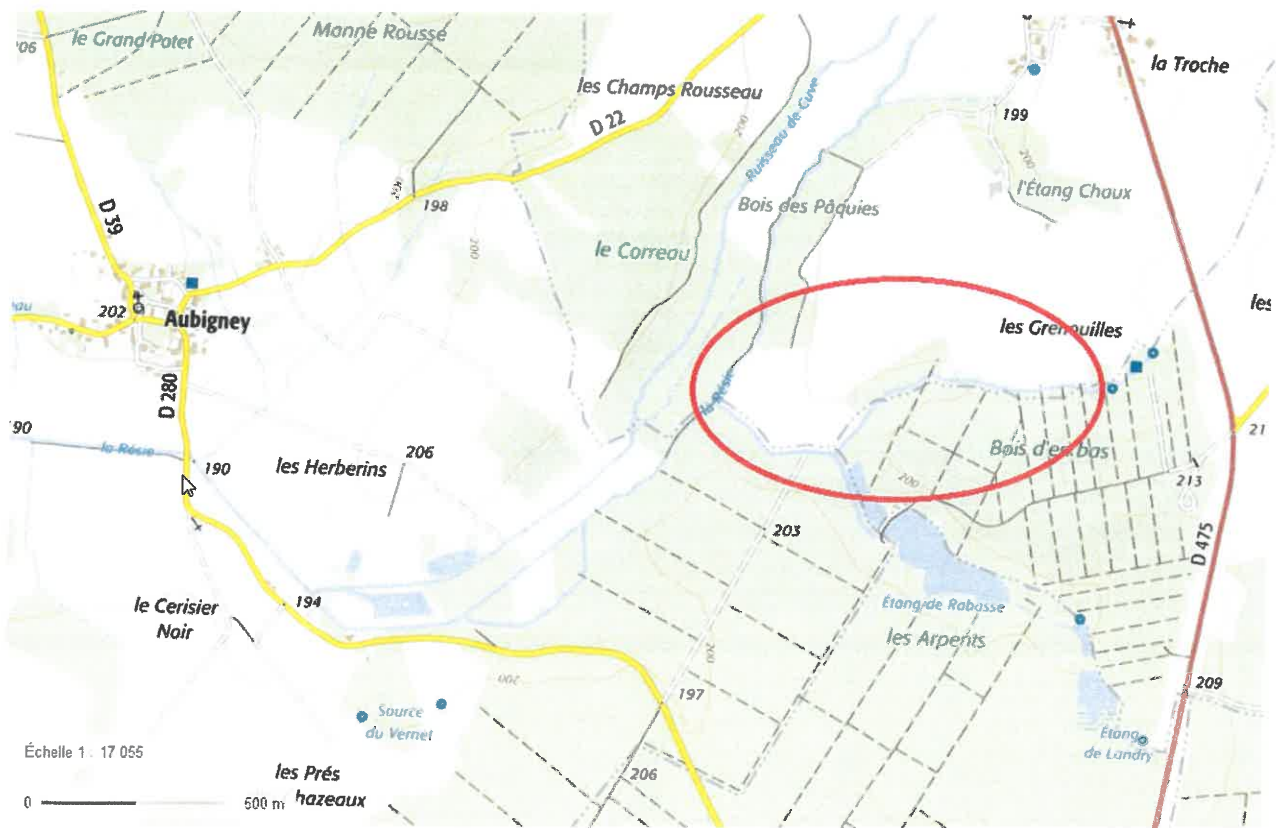 le Grand Potet
Manne Rousse
la Troche
206
les Champs Rousseau
D 22
Ruisseau de Cuve
199
200
200
l'Étang Chaux
D 39
198
Bois des Pâquies
200
le Correau
202
Aubigney
les Grenouilles
les
la Résie
D 280
190
la Résie
190
les Herberins
206
Bois d'en bas
200
213
21
203
D 475
194
le Cerisier
Noir
Étang de Rabasse
les Arpents
200
200
197
209
Source
du Vernet
Étang
de Landry
Échelle 1 : 17 055
les Prés
hazeaux
206
0
500 m